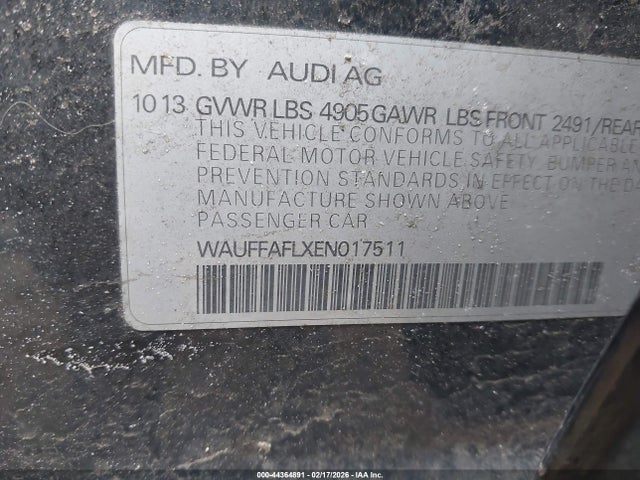 MFD. BY AUDI AG
10 13 GVWR LBS 4905 GAWR LBS FRONT 2491/REAR
THIS VEHICLE CONFORMS TO ALL APPLICABLE
FEDERAL MOTOR VEHICLE SAFETY, BUMPER AN
PREVENTION STANDARDS IN EFFECT ON THE DA
MANUFACTURE SHOWN ABOVE
PASSENGER CAR
WAUFFAFLXEN017511
000-44364891 - 02/17/2026 - IAA Inc.